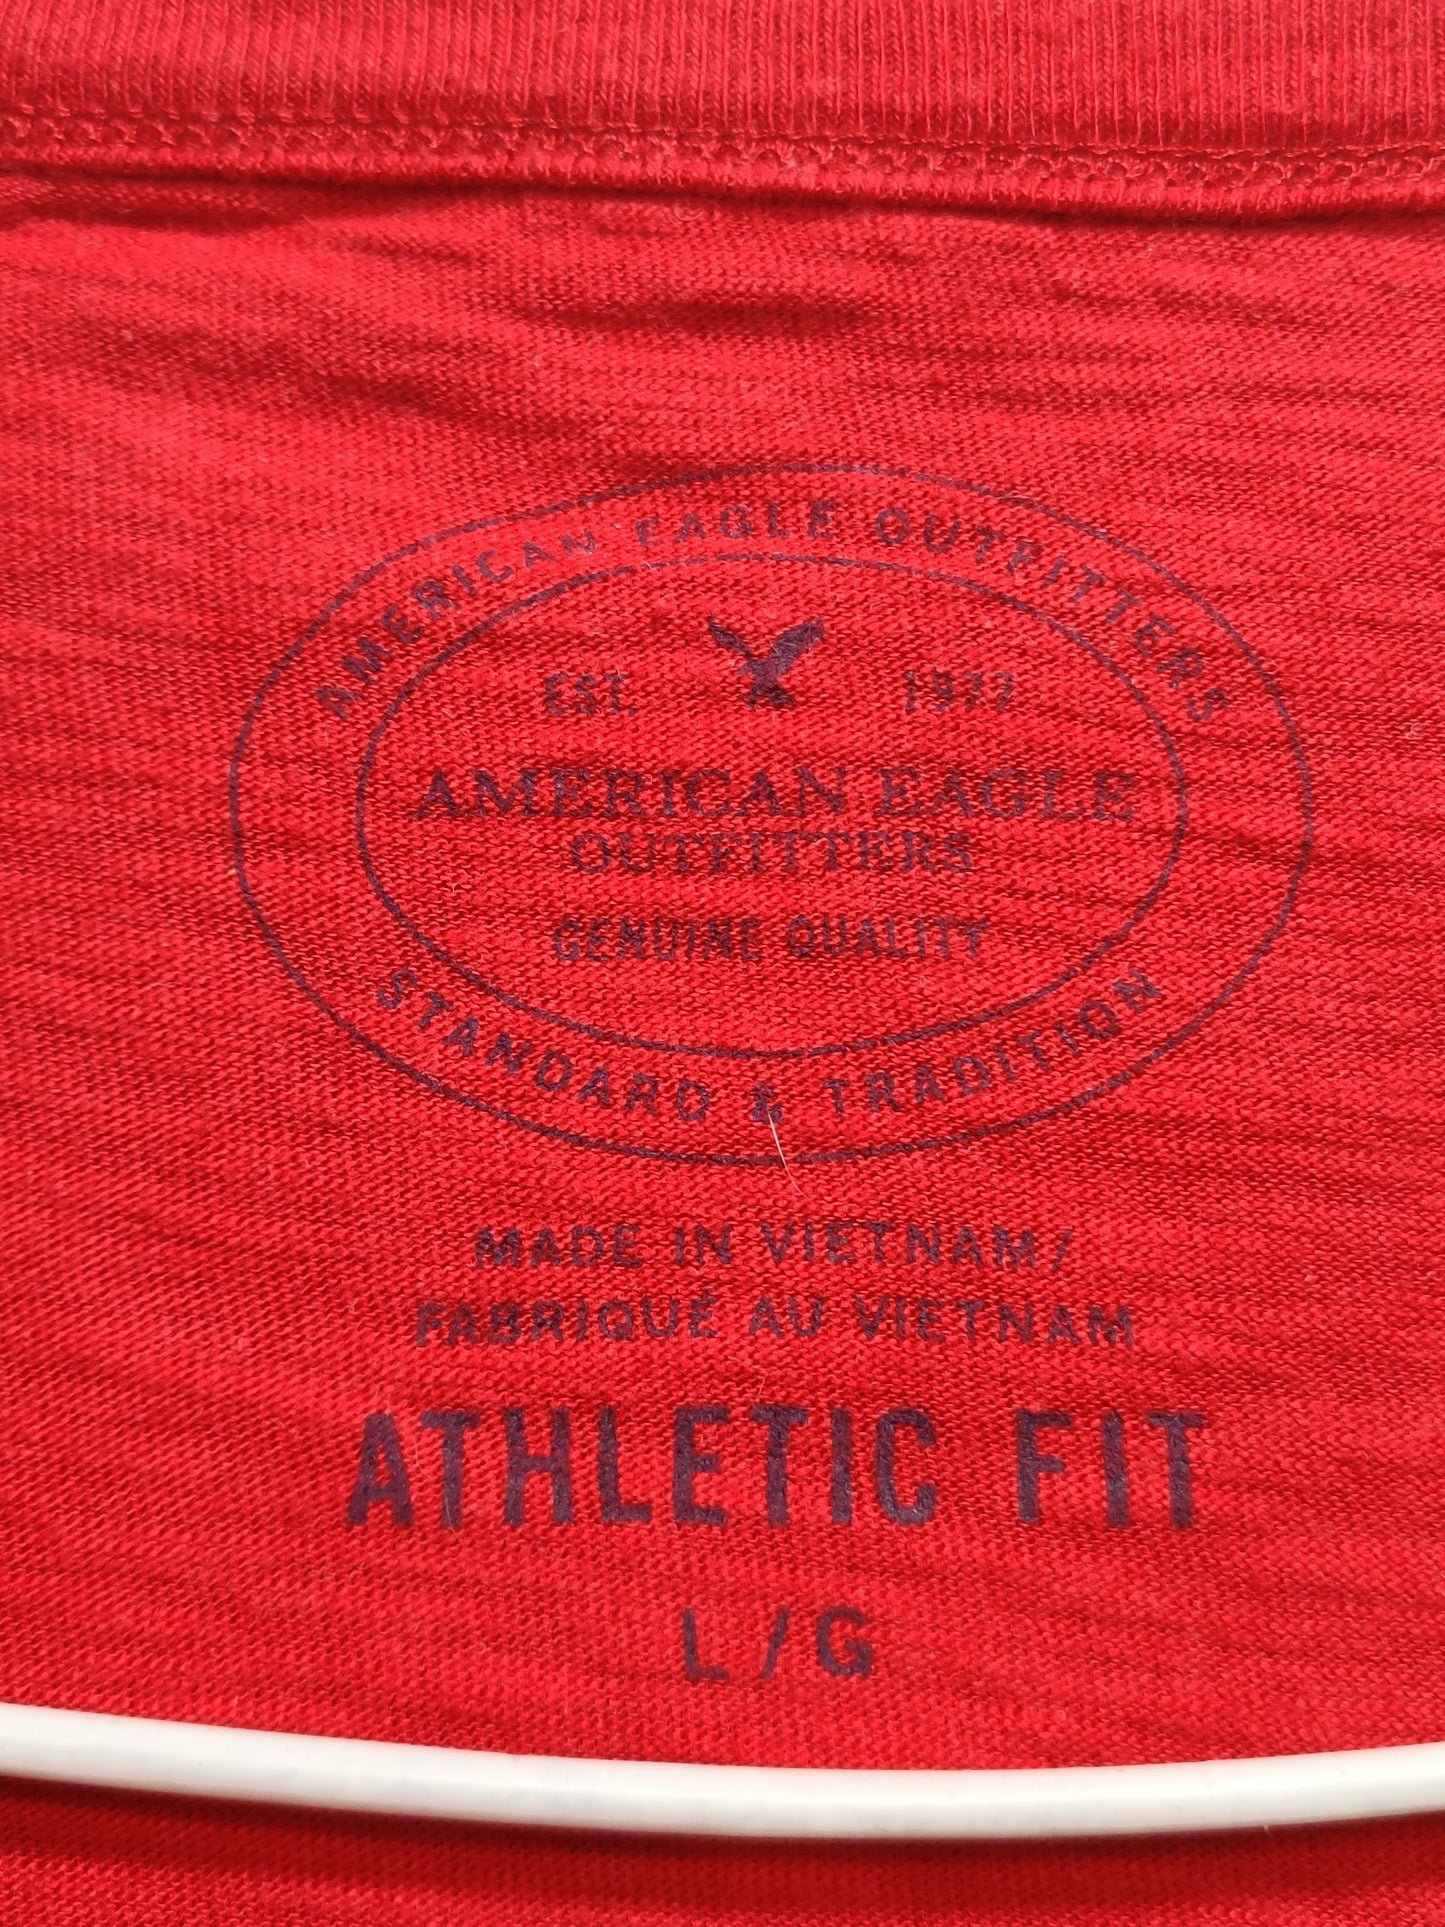 AMERICAN EAGLE OUTFITTERS
EST. 1977
AMERICAN EAGLE
OUTFITTERS
GENUINE QUALITY
STANDARD & TRADITION
MADE IN VIETNAM/
FABRIQUÉ AU VIETNAM
ATHLETIC FIT
L/G